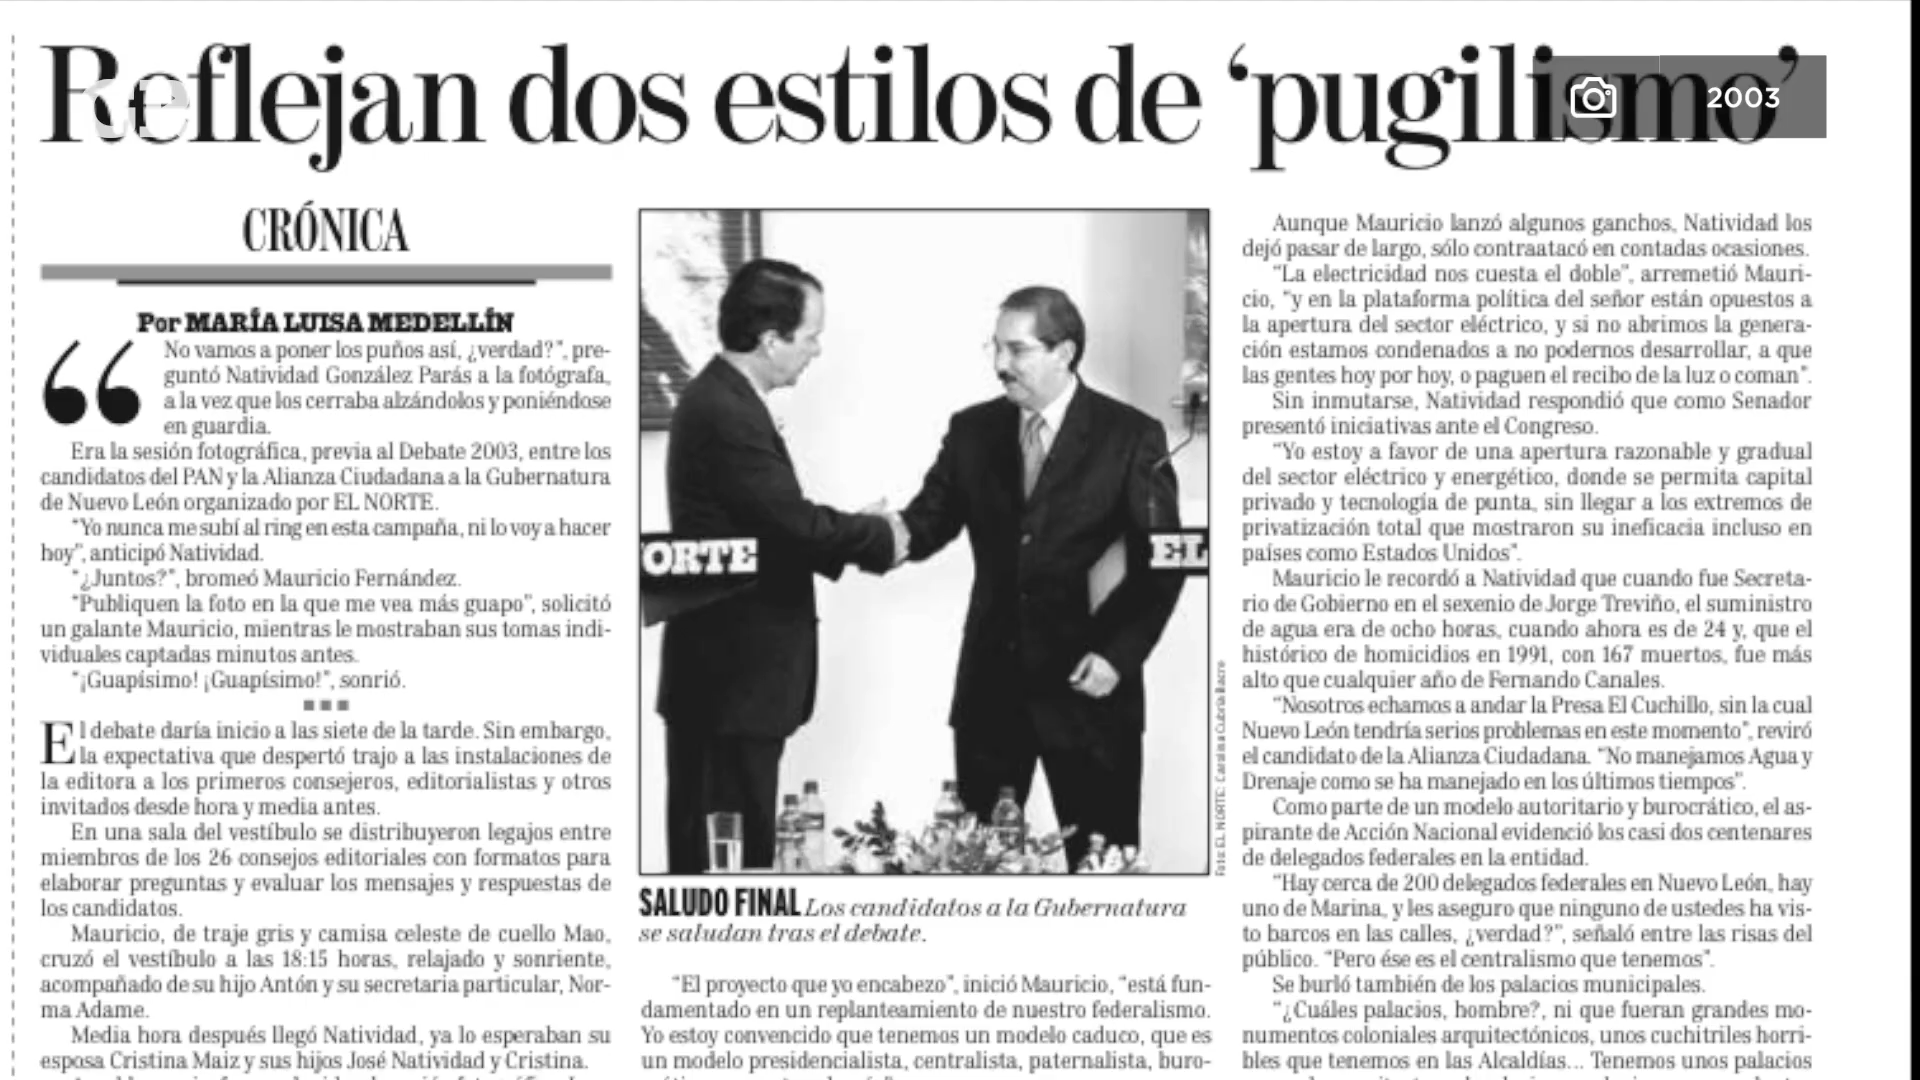 Reflejan dos estilos de ‘pugilismo’
2003
CRÓNICA
Por MARÍA LUISA MEDELLÍN
“No vamos a poner los puños así, ¿verdad?”, pre-
guntó Natividad González Parás a la fotógrafa,
a la vez que los cerraba alzándolos y poniéndose
en guardia.
Era la sesión fotográfica, previa al Debate 2003, entre los
candidatos del PAN y la Alianza Ciudadana a la Gubernatura
de Nuevo León organizado por EL NORTE.
“Yo nunca me subí al ring en esta campaña, ni lo voy a hacer
hoy”, anticipó Natividad.
“¿Juntos?”, bromeó Mauricio Fernández.
“Publiquen la foto en la que me vea más guapo”, solicitó
un galante Mauricio, mientras le mostraban sus tomas indi-
viduales captadas minutos antes.
“¡Guapísimo! ¡Guapísimo!”, sonrió.
El debate daría inicio a las siete de la tarde. Sin embargo,
la expectativa que despertó trajo a las instalaciones de
la editora a los primeros consejeros, editorialistas y otros
invitados desde hora y media antes.
En una sala del vestíbulo se distribuyeron legajos entre
miembros de los 26 consejos editoriales con formatos para
elaborar preguntas y evaluar los mensajes y respuestas de
los candidatos.
Mauricio, de traje gris y camisa celeste de cuello Mao,
cruzó el vestíbulo a las 18:15 horas, relajado y sonriente,
acompañado de su hijo Antón y su secretaria particular, Nor-
ma Adame.
Media hora después llegó Natividad, ya lo esperaban su
esposa Cristina Maiz y sus hijos José Natividad y Cristina.
ORTE
EL
Foto: EL NORTE: Carolina Cubría Ibarra
SALUDO FINAL Los candidatos a la Gubernatura
se saludan tras el debate.
“El proyecto que yo encabezo”, inició Mauricio, “está fun-
damentado en un replanteamiento de nuestro federalismo.
Yo estoy convencido que tenemos un modelo caduco, que es
un modelo presidencialista, centralista, paternalista, buro-
Aunque Mauricio lanzó algunos ganchos, Natividad los
dejó pasar de largo, sólo contraatacó en contadas ocasiones.
“La electricidad nos cuesta el doble”, arremetió Mauri-
cio, “y en la plataforma política del señor están opuestos a
la apertura del sector eléctrico, y si no abrimos la genera-
ción estamos condenados a no podernos desarrollar, a que
las gentes hoy por hoy, o paguen el recibo de la luz o coman”.
Sin inmutarse, Natividad respondió que como Senador
presentó iniciativas ante el Congreso.
“Yo estoy a favor de una apertura razonable y gradual
del sector eléctrico y energético, donde se permita capital
privado y tecnología de punta, sin llegar a los extremos de
privatización total que mostraron su ineficacia incluso en
países como Estados Unidos”.
Mauricio le recordó a Natividad que cuando fue Secreta-
rio de Gobierno en el sexenio de Jorge Treviño, el suministro
de agua era de ocho horas, cuando ahora es de 24 y, que el
histórico de homicidios en 1991, con 167 muertos, fue más
alto que cualquier año de Fernando Canales.
“Nosotros echamos a andar la Presa El Cuchillo, sin la cual
Nuevo León tendría serios problemas en este momento”, reviró
el candidato de la Alianza Ciudadana. “No manejamos Agua y
Drenaje como se ha manejado en los últimos tiempos”.
Como parte de un modelo autoritario y burocrático, el as-
pirante de Acción Nacional evidenció los casi dos centenares
de delegados federales en la entidad.
“Hay cerca de 200 delegados federales en Nuevo León, hay
uno de Marina, y les aseguro que ninguno de ustedes ha vis-
to barcos en las calles, ¿verdad?”, señaló entre las risas del
público. “Pero ése es el centralismo que tenemos”.
Se burló también de los palacios municipales.
“¿Cuáles palacios, hombre?, ni que fueran grandes mo-
numentos coloniales arquitectónicos, unos cuchitriles horri-
bles que tenemos en las Alcaldías... Tenemos unos palacios